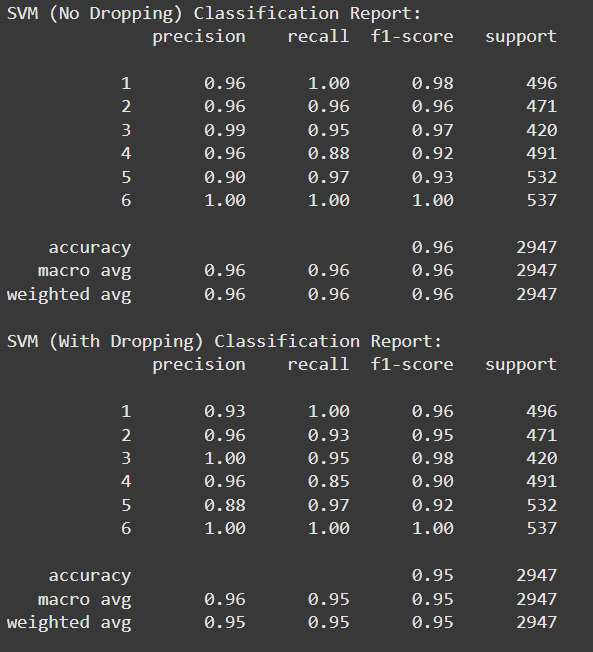 SVM (No Dropping) Classification Report:
precision recall f1-score support
1 0.96 1.00 0.98 496
2 0.96 0.96 0.96 471
3 0.99 0.95 0.97 420
4 0.96 0.88 0.92 491
5 0.90 0.97 0.93 532
6 1.00 1.00 1.00 537
accuracy 0.96 2947
macro avg 0.96 0.96 0.96 2947
weighted avg 0.96 0.96 0.96 2947
SVM (With Dropping) Classification Report:
precision recall f1-score support
1 0.93 1.00 0.96 496
2 0.96 0.93 0.95 471
3 1.00 0.95 0.98 420
4 0.96 0.85 0.90 491
5 0.88 0.97 0.92 532
6 1.00 1.00 1.00 537
accuracy 0.95 2947
macro avg 0.96 0.95 0.95 2947
weighted avg 0.95 0.95 0.95 2947